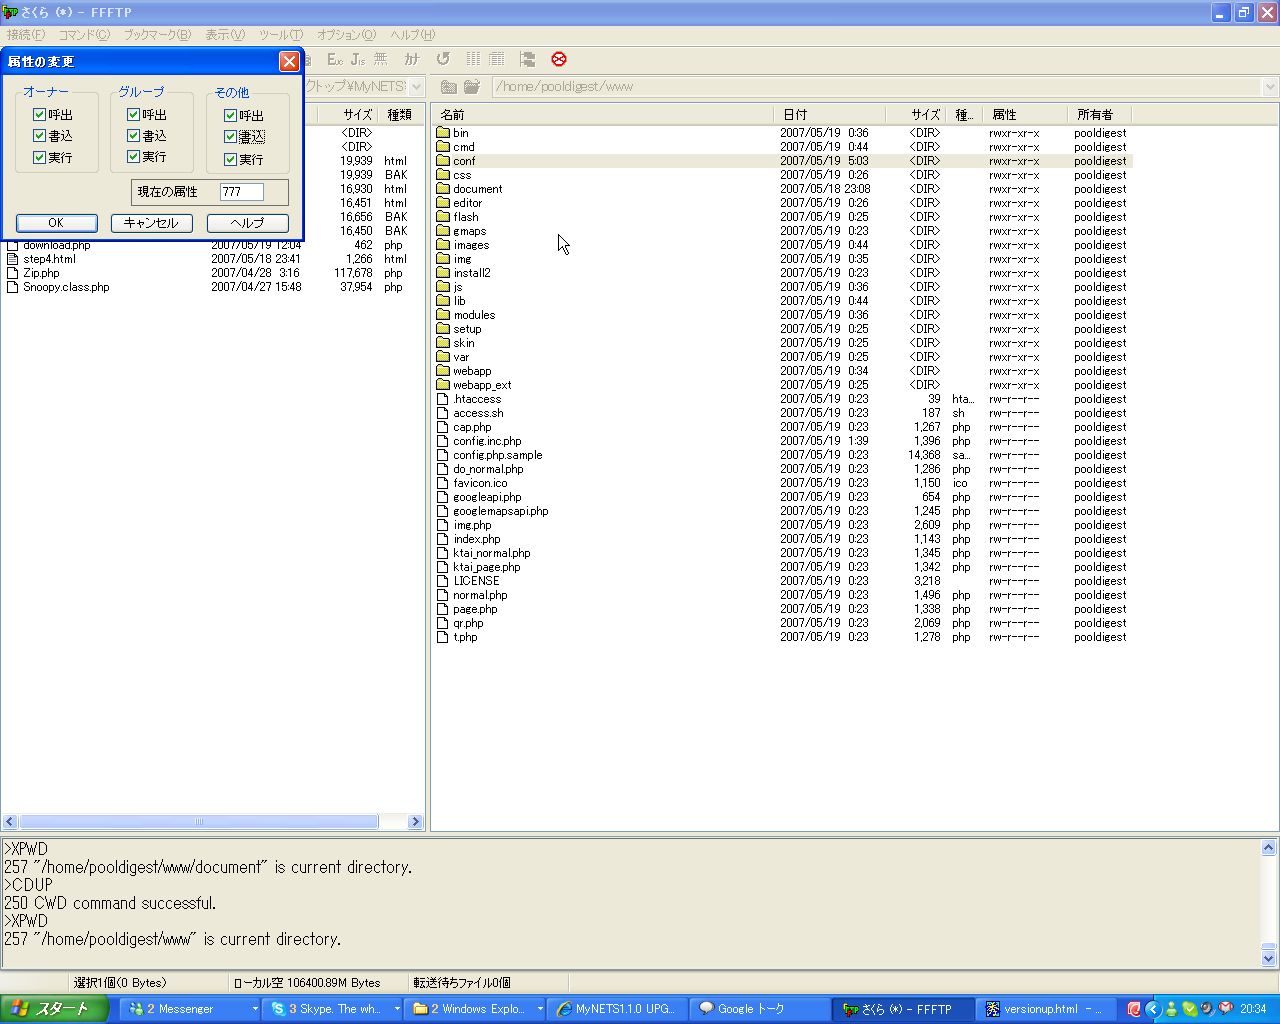 さくら (*) - FFFTP
接続(F) コマンド(C) ブックマーク(B) 表示(V) ツール(T) オプション(O) ヘルプ(H)
属性の変更
オーナー グループ その他
呼出 呼出 呼出
書込 書込 書込
実行 実行 実行
現在の属性 777
OK キャンセル ヘルプ
クトップ¥MyNETS
/home/pooldigest/www
サイズ 種類
<DIR>
<DIR>
19,939 html
19,939 BAK
16,930 html
16,451 html
16,656 BAK
16,450 BAK
download.php 2007/05/19 12:04 462 php
step4.html 2007/05/18 23:41 1,266 html
Zip.php 2007/04/28 3:16 117,678 php
Snoopy.class.php 2007/04/27 15:48 37,954 php
名前 日付 サイズ 種... 属性 所有者
bin 2007/05/19 0:36 <DIR> rwxr-xr-x pooldigest
cmd 2007/05/19 0:44 <DIR> rwxr-xr-x pooldigest
conf 2007/05/19 5:03 <DIR> rwxr-xr-x pooldigest
css 2007/05/19 0:26 <DIR> rwxr-xr-x pooldigest
document 2007/05/18 23:08 <DIR> rwxr-xr-x pooldigest
editor 2007/05/19 0:26 <DIR> rwxr-xr-x pooldigest
flash 2007/05/19 0:25 <DIR> rwxr-xr-x pooldigest
gmaps 2007/05/19 0:23 <DIR> rwxr-xr-x pooldigest
images 2007/05/19 0:44 <DIR> rwxr-xr-x pooldigest
img 2007/05/19 0:35 <DIR> rwxr-xr-x pooldigest
install2 2007/05/19 0:23 <DIR> rwxr-xr-x pooldigest
js 2007/05/19 0:36 <DIR> rwxr-xr-x pooldigest
lib 2007/05/19 0:44 <DIR> rwxr-xr-x pooldigest
modules 2007/05/19 0:36 <DIR> rwxr-xr-x pooldigest
setup 2007/05/19 0:25 <DIR> rwxr-xr-x pooldigest
skin 2007/05/19 0:25 <DIR> rwxr-xr-x pooldigest
var 2007/05/19 0:25 <DIR> rwxr-xr-x pooldigest
webapp 2007/05/19 0:34 <DIR> rwxr-xr-x pooldigest
webapp_ext 2007/05/19 0:25 <DIR> rwxr-xr-x pooldigest
.htaccess 2007/05/19 0:23 39 hta... rw-r--r-- pooldigest
access.sh 2007/05/19 0:23 187 sh rw-r--r-- pooldigest
cap.php 2007/05/19 0:23 1,267 php rw-r--r-- pooldigest
config.inc.php 2007/05/19 1:39 1,396 php rw-r--r-- pooldigest
config.php.sample 2007/05/19 0:23 14,368 sa... rw-r--r-- pooldigest
do_normal.php 2007/05/19 0:23 1,286 php rw-r--r-- pooldigest
favicon.ico 2007/05/19 0:23 1,150 ico rw-r--r-- pooldigest
googleapi.php 2007/05/19 0:23 654 php rw-r--r-- pooldigest
googlemapsapi.php 2007/05/19 0:23 1,245 php rw-r--r-- pooldigest
img.php 2007/05/19 0:23 2,609 php rw-r--r-- pooldigest
index.php 2007/05/19 0:23 1,143 php rw-r--r-- pooldigest
ktai_normal.php 2007/05/19 0:23 1,345 php rw-r--r-- pooldigest
ktai_page.php 2007/05/19 0:23 1,342 php rw-r--r-- pooldigest
LICENSE 2007/05/19 0:23 3,218 rw-r--r-- pooldigest
normal.php 2007/05/19 0:23 1,496 php rw-r--r-- pooldigest
page.php 2007/05/19 0:23 1,338 php rw-r--r-- pooldigest
qr.php 2007/05/19 0:23 2,069 php rw-r--r-- pooldigest
t.php 2007/05/19 0:23 1,278 php rw-r--r-- pooldigest
>XPWD
257 "/home/pooldigest/www/document" is current directory.
>CDUP
250 CWD command successful.
>XPWD
257 "/home/pooldigest/www" is current directory.
選択1個(0 Bytes) ローカル空 106400.89M Bytes 転送待ちファイル0個
スタート 2 Messenger 3 Skype. The wh... 2 Windows Explo... MyNETS1.1.0 UPG... Google トーク さくら (*) - FFFTP versionup.html - ... 20:34